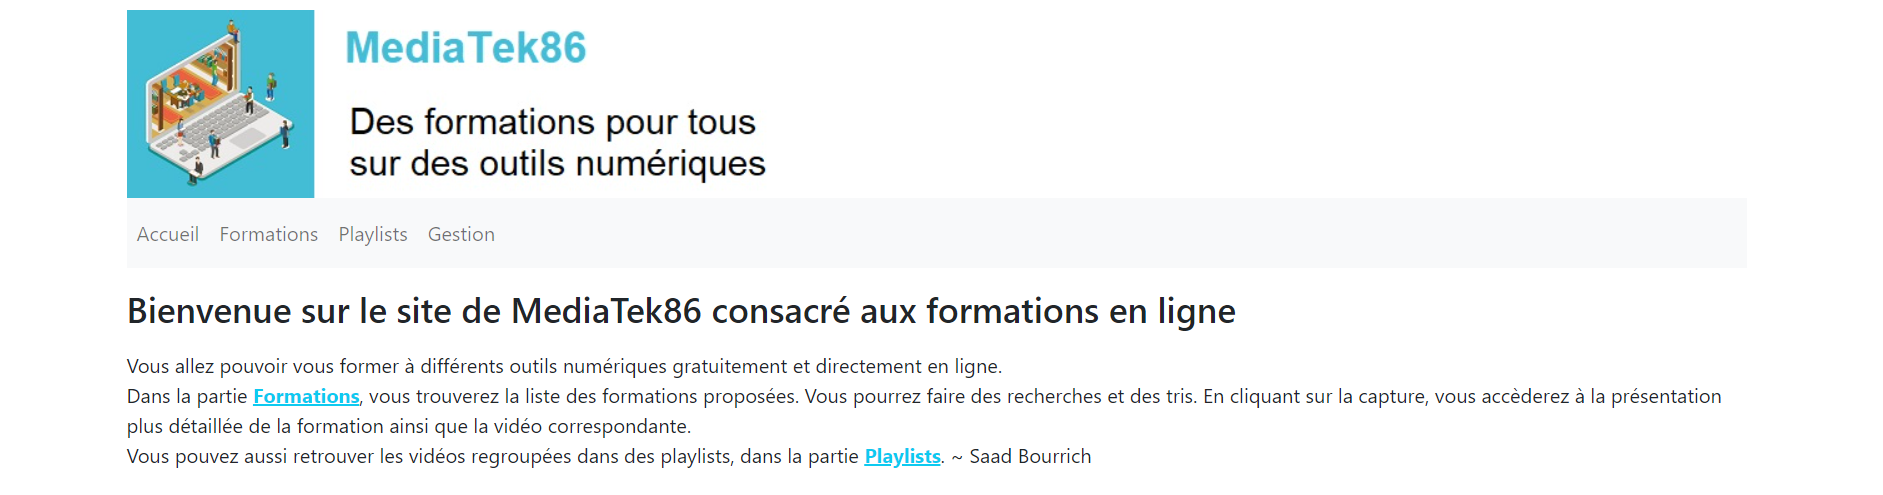 MediaTek86
Des formations pour tous
sur des outils numériques
Accueil Formations Playlists Gestion
Bienvenue sur le site de MediaTek86 consacré aux formations en ligne
Vous allez pouvoir vous former à différents outils numériques gratuitement et directement en ligne.
Dans la partie Formations, vous trouverez la liste des formations proposées. Vous pourrez faire des recherches et des tris. En cliquant sur la capture, vous accèderez à la présentation
plus détaillée de la formation ainsi que la vidéo correspondante.
Vous pouvez aussi retrouver les vidéos regroupées dans des playlists, dans la partie Playlists. ~ Saad Bourrich